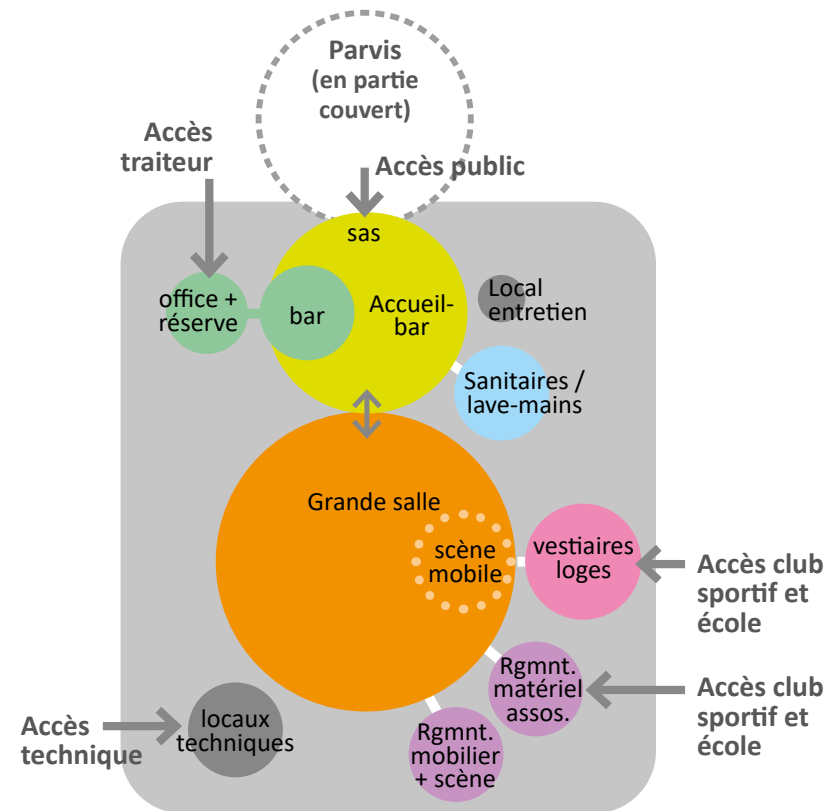 Parvis
(en partie
couvert)
Accès
traiteur
Accès public
sas
office +
réserve
bar
Accueil-
bar
Local
entretien
Sanitaires /
lave-mains
Grande salle
scène
mobile
vestiaires
loges
Accès club
sportif et
école
Rgmnt.
matériel
assos.
Accès club
sportif et
école
Accès
technique
locaux
techniques
Rgmnt.
mobilier
+ scène